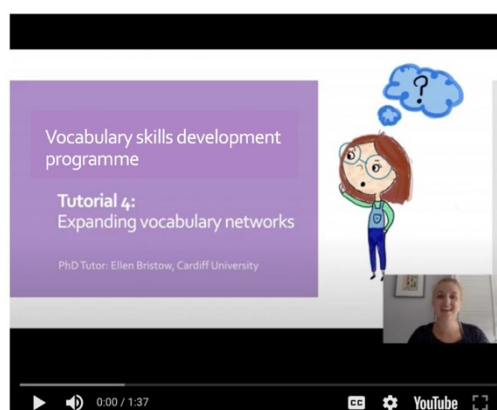 ?
Vocabulary skills development
programme
Tutorial 4:
Expanding vocabulary networks
PhD Tutor: Ellen Bristow, Cardiff University
0:00 / 1:37
CC
YouTube